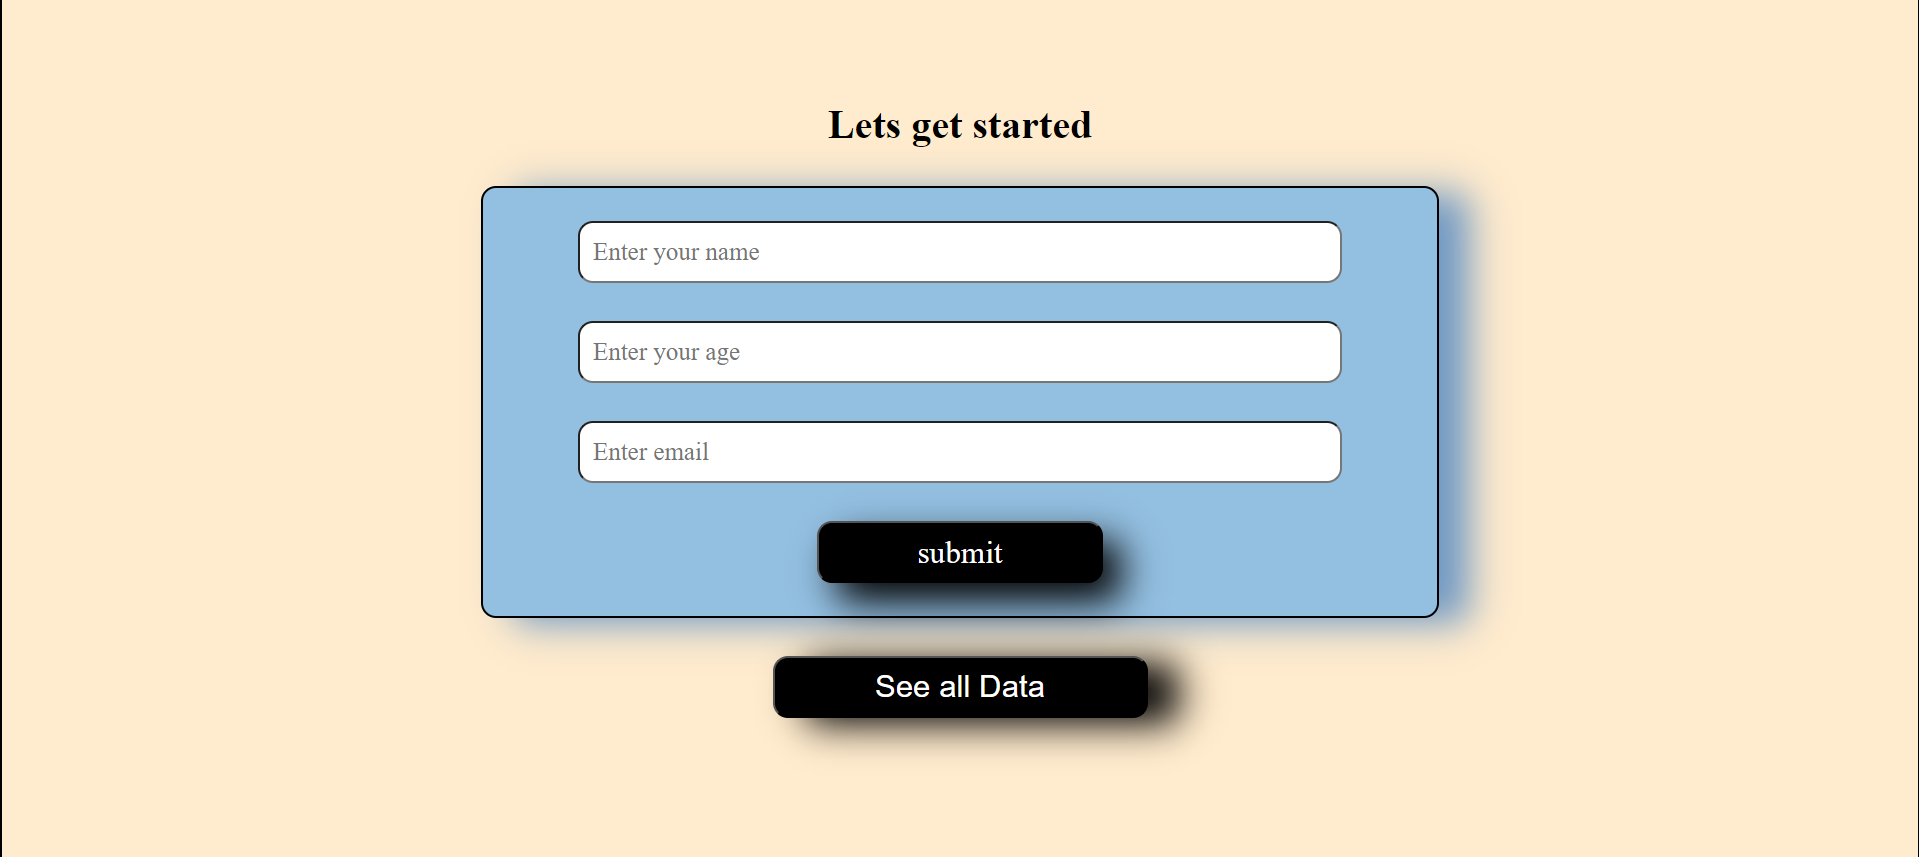 Lets get started
Enter your name
Enter your age
Enter email
submit
See all Data